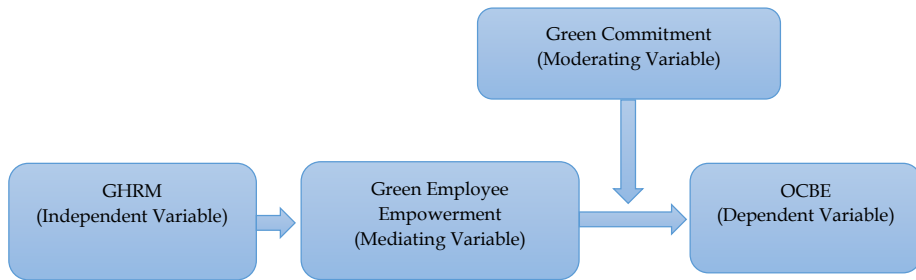 Green Commitment
(Moderating Variable)
GHRM
(Independent Variable)
Green Employee
Empowerment
(Mediating Variable)
OCBE
(Dependent Variable)